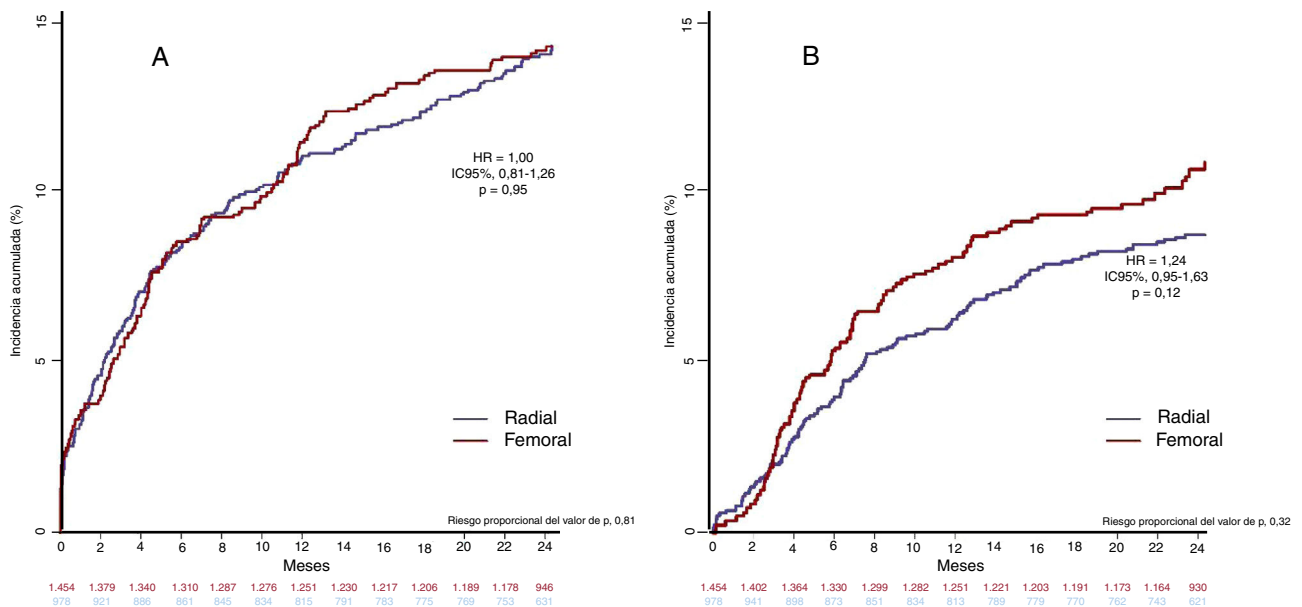 A
15
10
5
0
Incidencia acumulada (%)
HR = 1,00
IC95%, 0,81-1,26
p = 0,95
Radial
Femoral
Riesgo proporcional del valor de p, 0,81
0 2 4 6 8 10 12 14 16 18 20 22 24
Meses
1.454 1.379 1.340 1.310 1.287 1.276 1.251 1.230 1.217 1.206 1.189 1.178 946
978 921 886 861 845 834 815 791 783 775 769 753 631
B
15
10
5
0
Incidencia acumulada (%)
HR = 1,24
IC95%, 0,95-1,63
p = 0,12
Radial
Femoral
Riesgo proporcional del valor de p, 0,32
0 2 4 6 8 10 12 14 16 18 20 22 24
Meses
1.454 1.402 1.364 1.330 1.299 1.282 1.251 1.221 1.203 1.191 1.173 1.164 930
978 941 898 873 851 834 813 789 779 770 762 743 621